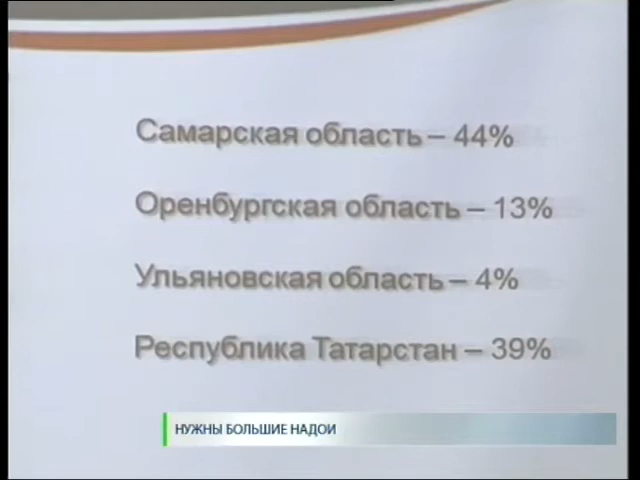 Самарская область – 44%
Оренбургская область – 13%
Ульяновская область – 4%
Республика Татарстан – 39%
НУЖНЫ БОЛЬШИЕ НАДОИ